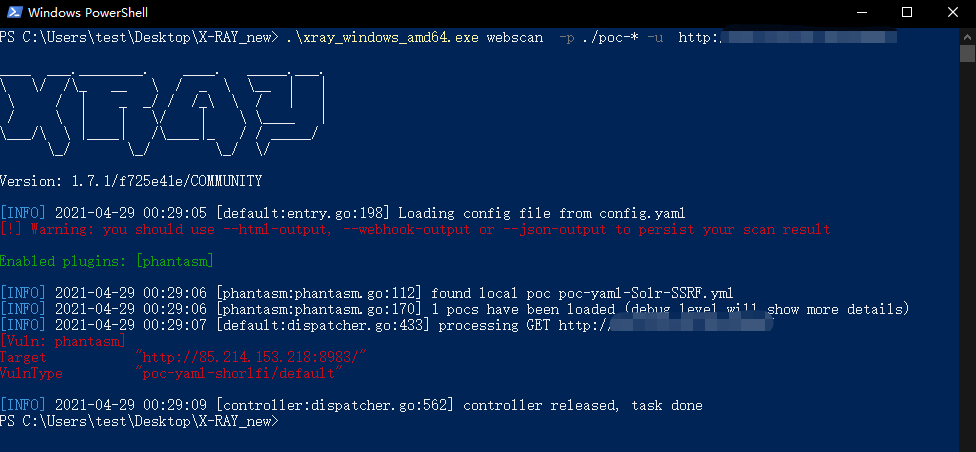 Windows PowerShell
PS C:\Users\test\Desktop\X-RAY_new> .\xray_windows_amd64.exe webscan -p ./poc-* -u http:/
Version: 1.7.1/f725e41e/COMMUNITY
[INFO] 2021-04-29 00:29:05 [default:entry.go:198] Loading config file from config.yaml
[!] Warning: you should use --html-output, --webhook-output or --json-output to persist your scan result
Enabled plugins: [phantasm]
[INFO] 2021-04-29 00:29:06 [phantasm:phantasm.go:112] found local poc poc-yaml-Solr-SSRF.yml
[INFO] 2021-04-29 00:29:06 [phantasm:phantasm.go:170] 1 pocs have been loaded (debug level will show more details)
[INFO] 2021-04-29 00:29:07 [default:dispatcher.go:433] processing GET http:/
[Vuln: phantasm]
Target "http://85.214.153.218:8983/"
VulnType "poc-yaml-shorlfi/default"
[INFO] 2021-04-29 00:29:09 [controller:dispatcher.go:562] controller released, task done
PS C:\Users\test\Desktop\X-RAY_new>